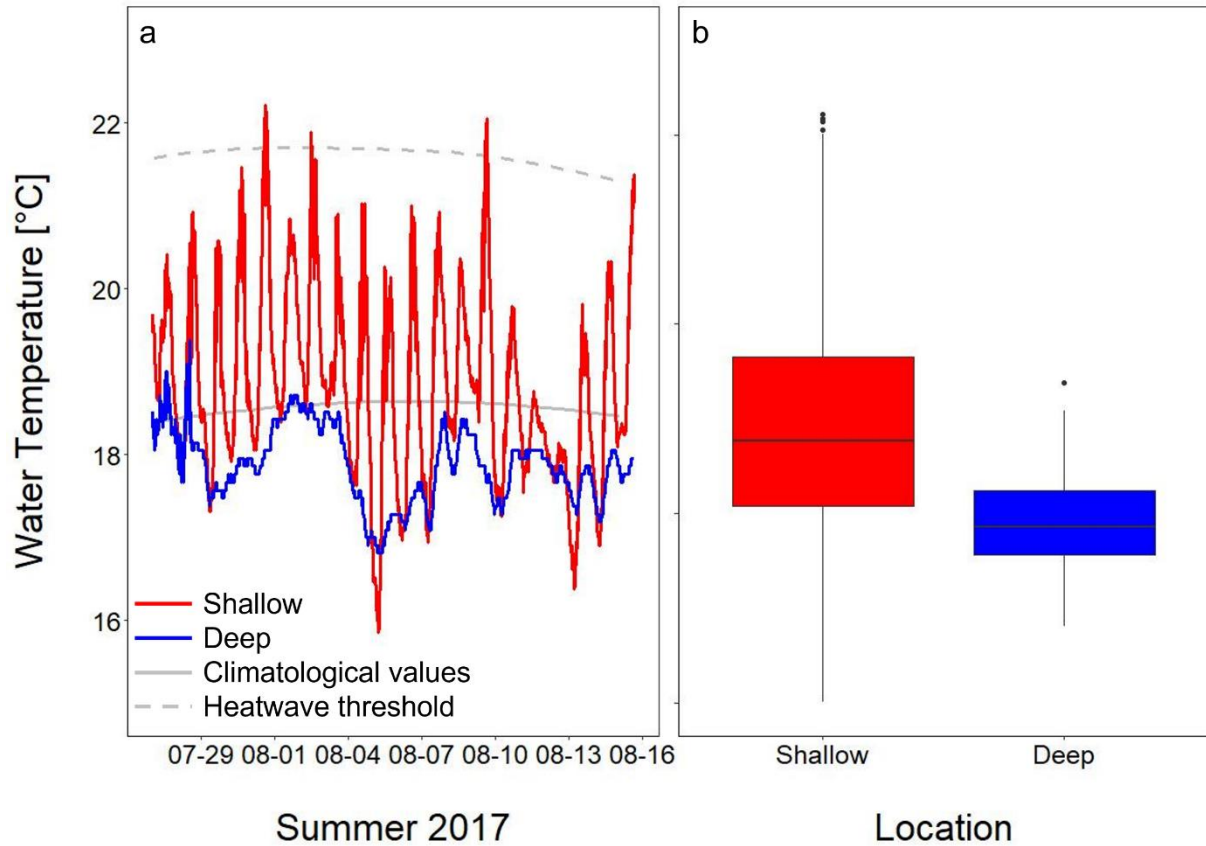 a
b
Water Temperature [°C]
22
20
18
16
Shallow
Deep
Climatological values
Heatwave threshold
07-29 08-01 08-04 08-07 08-10 08-13 08-16
Shallow Deep
Summer 2017
Location